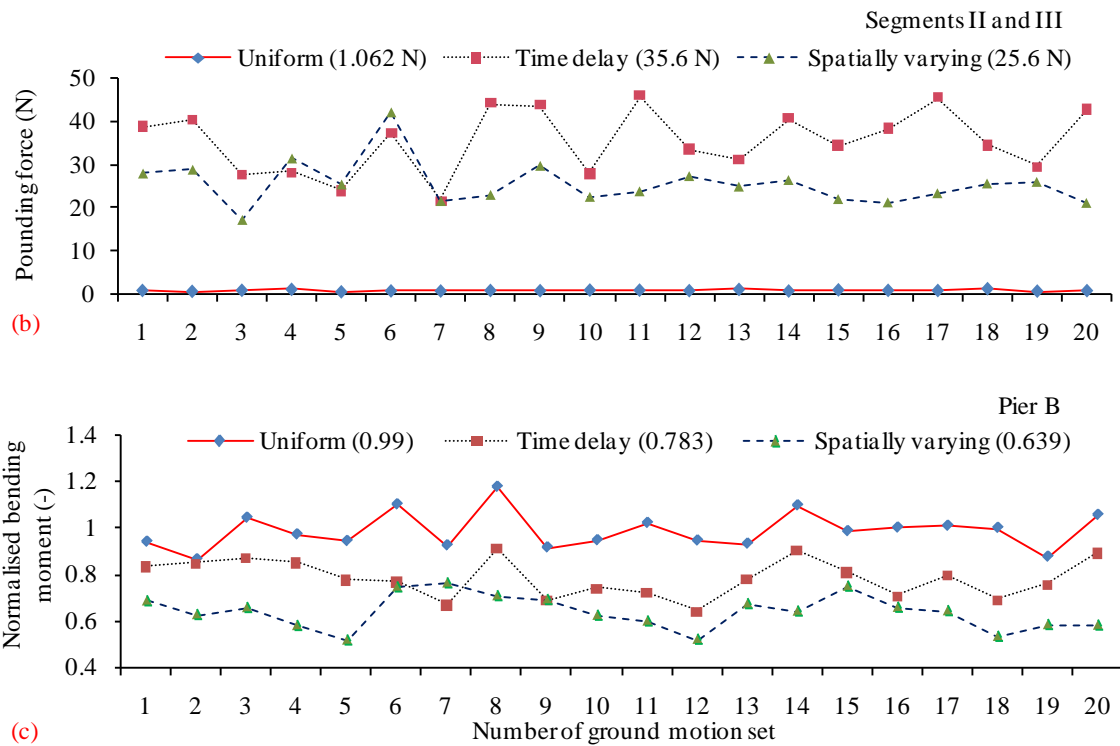 Segments II and III
Uniform (1.062 N) Time delay (35.6 N) Spatially varying (25.6 N)
Pounding force (N)
50
40
30
20
10
0
1 2 3 4 5 6 7 8 9 10 11 12 13 14 15 16 17 18 19 20
(b)
Pier B
Uniform (0.99) Time delay (0.783) Spatially varying (0.639)
Normalised bending
moment (-)
1.4
1.2
1
0.8
0.6
0.4
1 2 3 4 5 6 7 8 9 10 11 12 13 14 15 16 17 18 19 20
(c)
Number of ground motion set